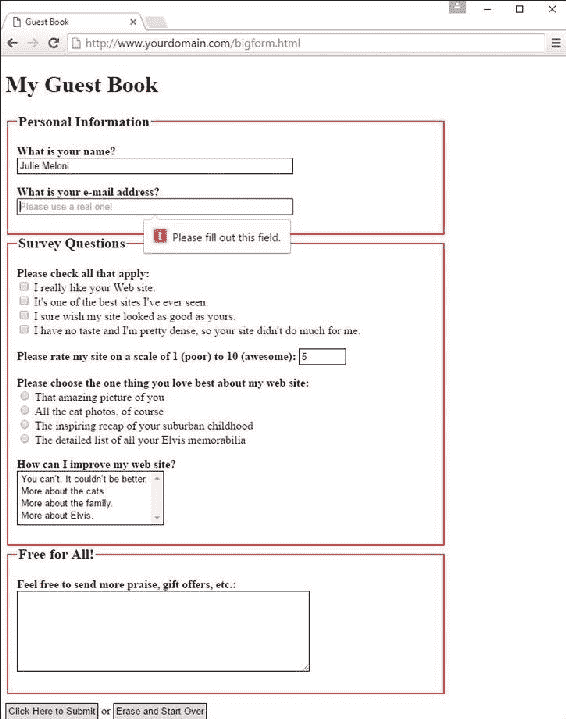 Guest Book
http://www.yourdomain.com/bigform.html
My Guest Book
Personal Information
What is your name?
Julie Meloni
What is your e-mail address?
Please use a real one!
Please fill out this field.
Survey Questions
Please check all that apply:
I really like your Web site.
It's one of the best sites I've ever seen
I sure wish my site looked as good as yours.
I have no taste and I'm pretty dense, so your site didn't do much for me.
Please rate my site on a scale of 1 (poor) to 10 (awesome): 5
Please choose the one thing you love best about my web site:
That amazing picture of you
All the cat photos, of course
The inspiring recap of your suburban childhood
The detailed list of all your Elvis memorabilia
How can I improve my web site?
You can't. It couldn't be better.
More about the cats.
More about the family.
More about Elvis.
Free for All!
Feel free to send more praise, gift offers, etc.:
Click Here to Submit or Erase and Start Over